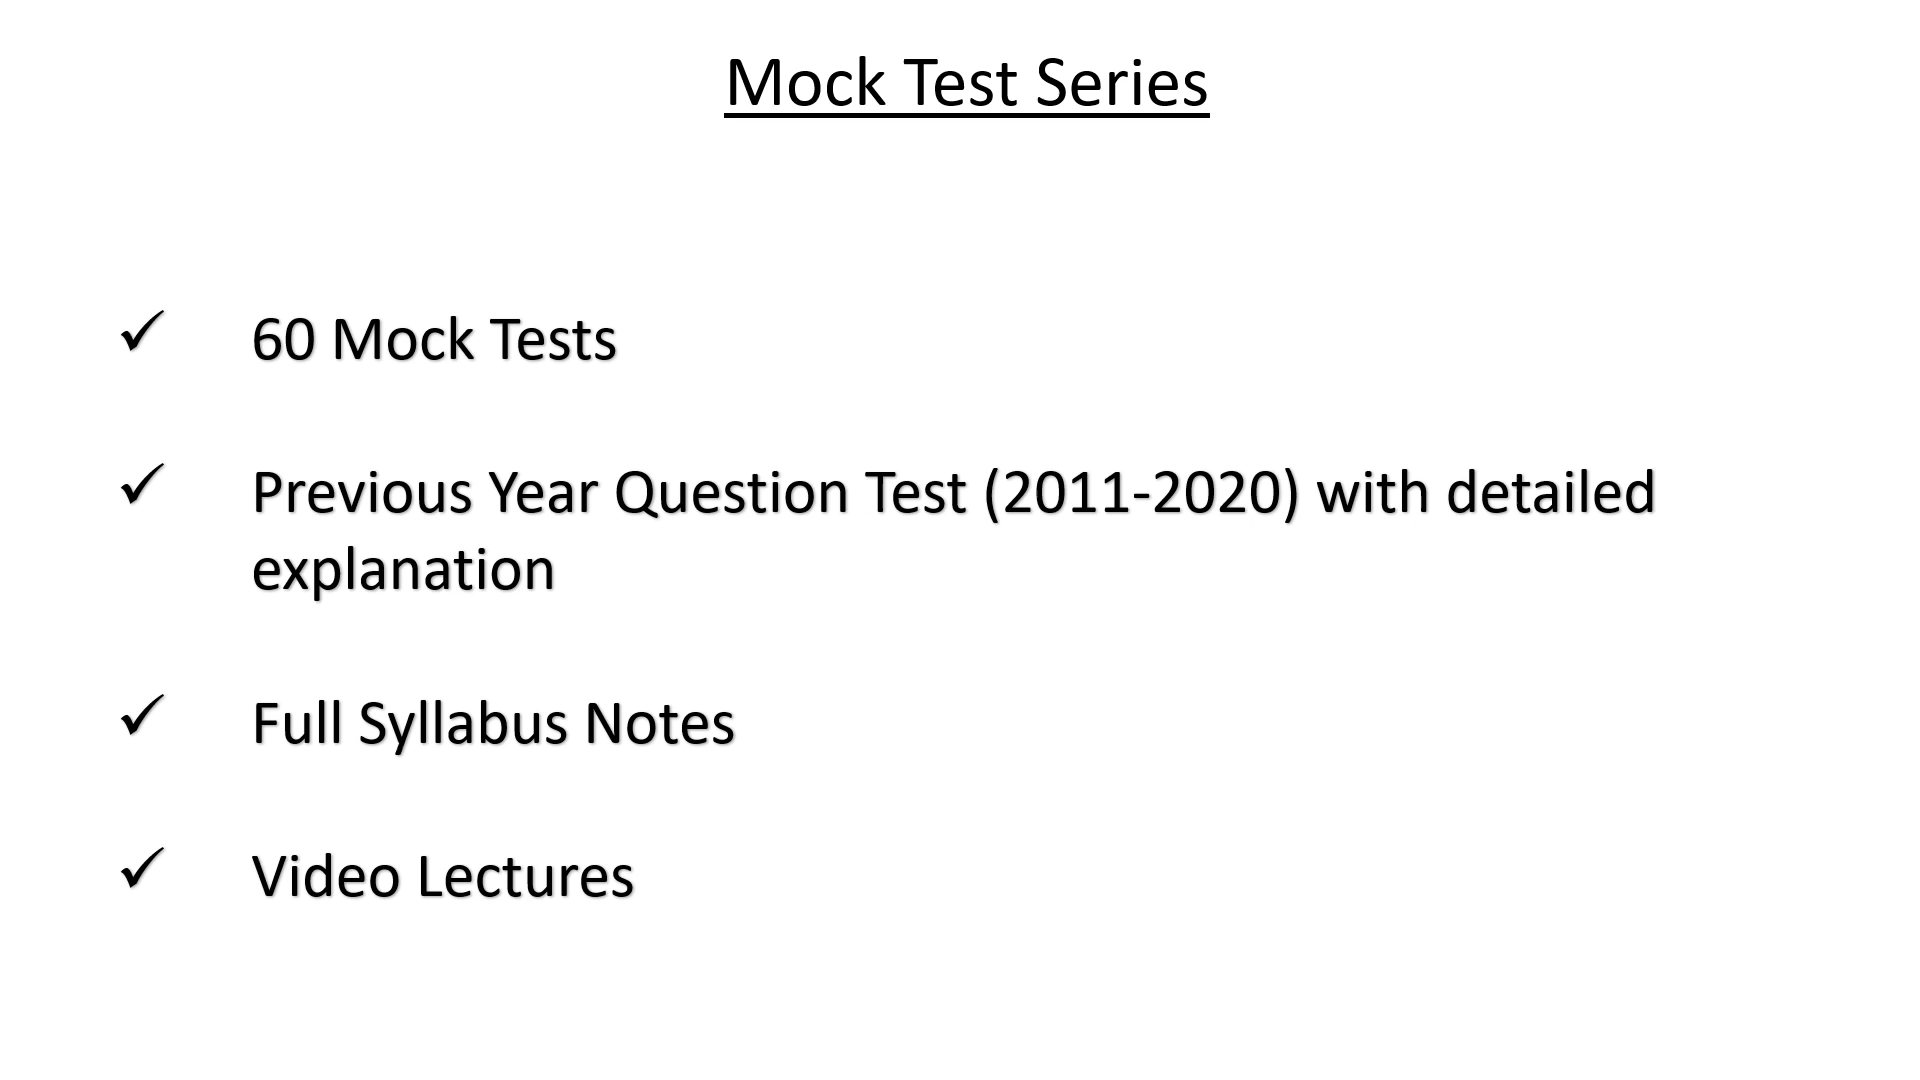 Mock Test Series
✓ 60 Mock Tests
✓ Previous Year Question Test (2011-2020) with detailed
explanation
✓ Full Syllabus Notes
✓ Video Lectures